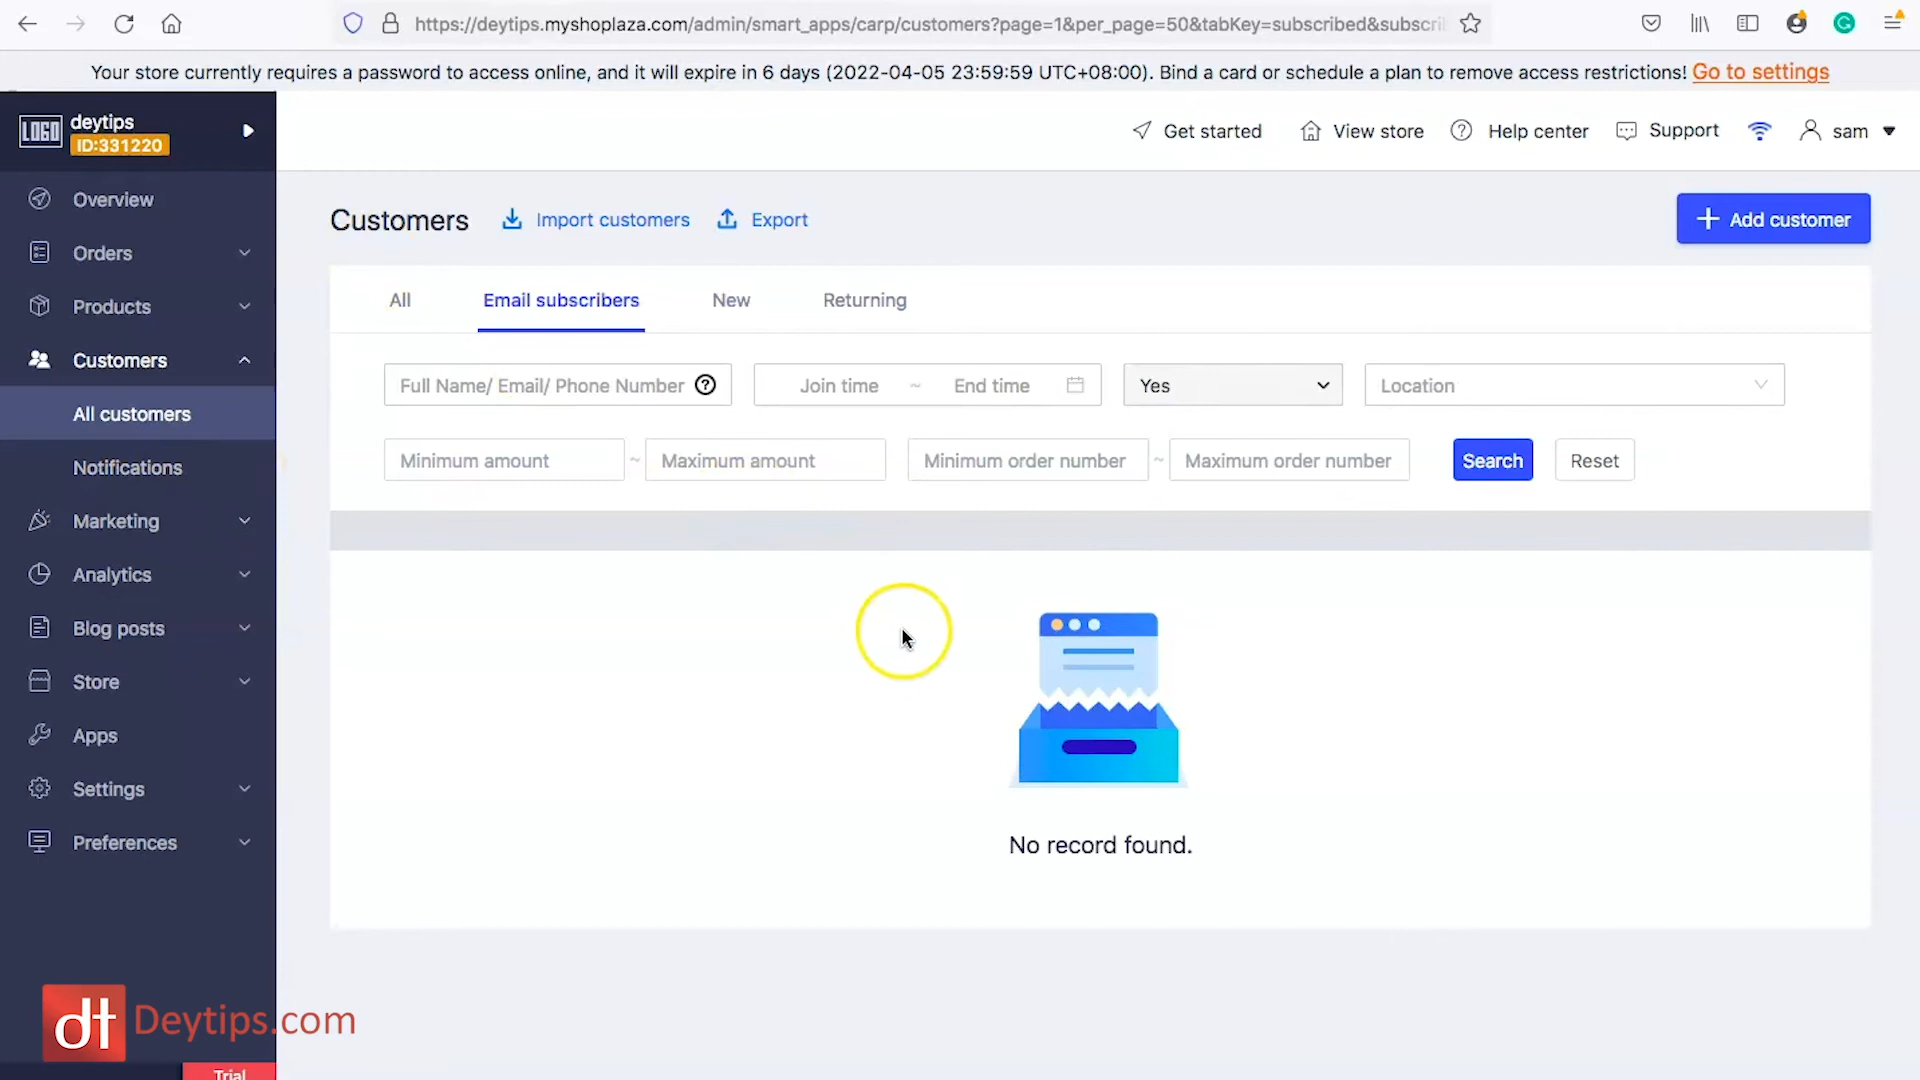 https://deytips.myshoplaza.com/admin/smart_apps/carp/customers?page=1&per_page=50&tabKey=subscribed&subscri
Your store currently requires a password to access online, and it will expire in 6 days (2022-04-05 23:59:59 UTC+08:00). Bind a card or schedule a plan to remove access restrictions! Go to settings
LOGO
deytips
ID:331220
Get started
View store
Help center
Support
sam
Overview
Orders
Products
Customers
All customers
Notifications
Marketing
Analytics
Blog posts
Store
Apps
Settings
Preferences
Customers
Import customers
Export
+ Add customer
All
Email subscribers
New
Returning
Full Name/ Email/ Phone Number
Join time ~ End time
Yes
Location
Minimum amount ~ Maximum amount
Minimum order number ~ Maximum order number
Search
Reset
No record found.
dt Deytips.com
Trial